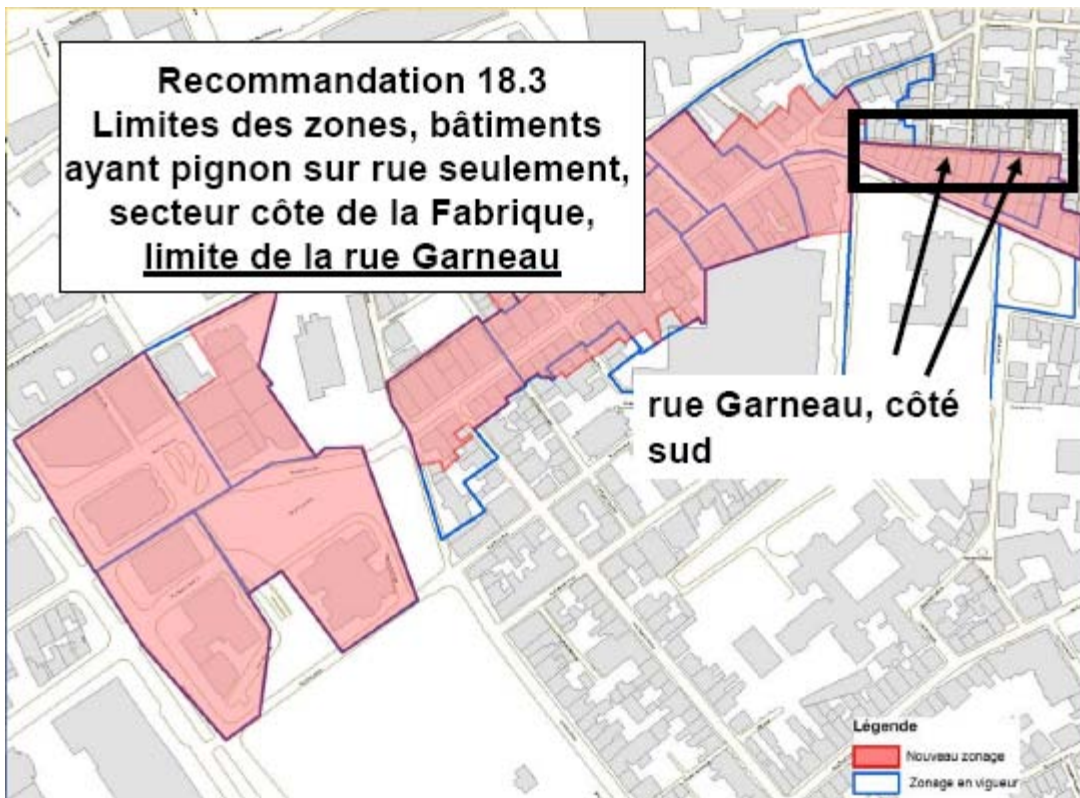 Recommandation 18.3
Limites des zones, bâtiments
ayant pignon sur rue seulement,
secteur côte de la Fabrique,
limite de la rue Garneau
rue Garneau, côté
sud
Légende
Nouveau zonage
Zonage en vigueur